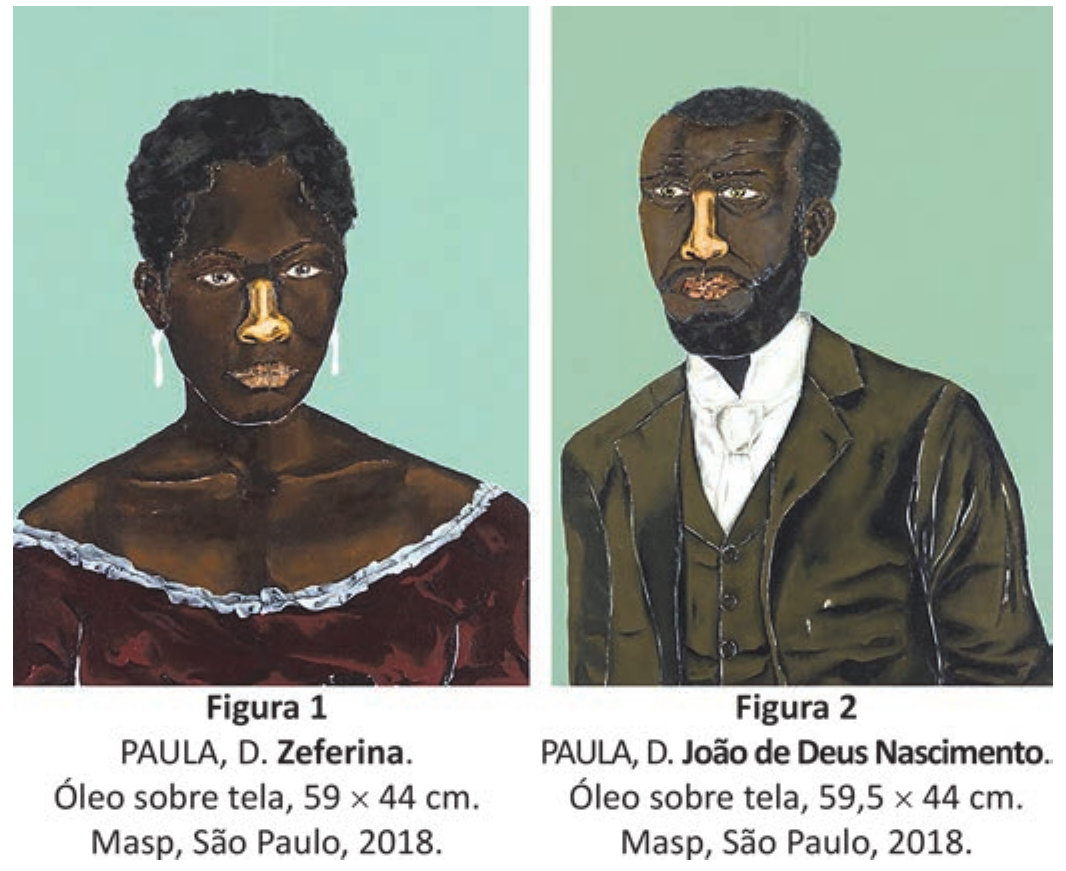 Figura 1
PAULA, D. Zeferina.
Óleo sobre tela, 59 × 44 cm.
Masp, São Paulo, 2018.
Figura 2
PAULA, D. João de Deus Nascimento.
Óleo sobre tela, 59,5 × 44 cm.
Masp, São Paulo, 2018.